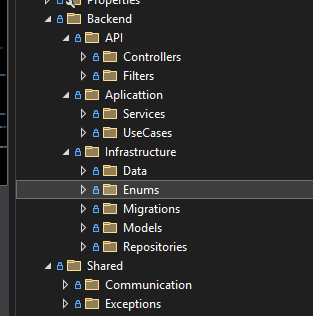 Properties
Backend
API
Controllers
Filters
Aplicattion
Services
UseCases
Infrastructure
Data
Enums
Migrations
Models
Repositories
Shared
Communication
Exceptions